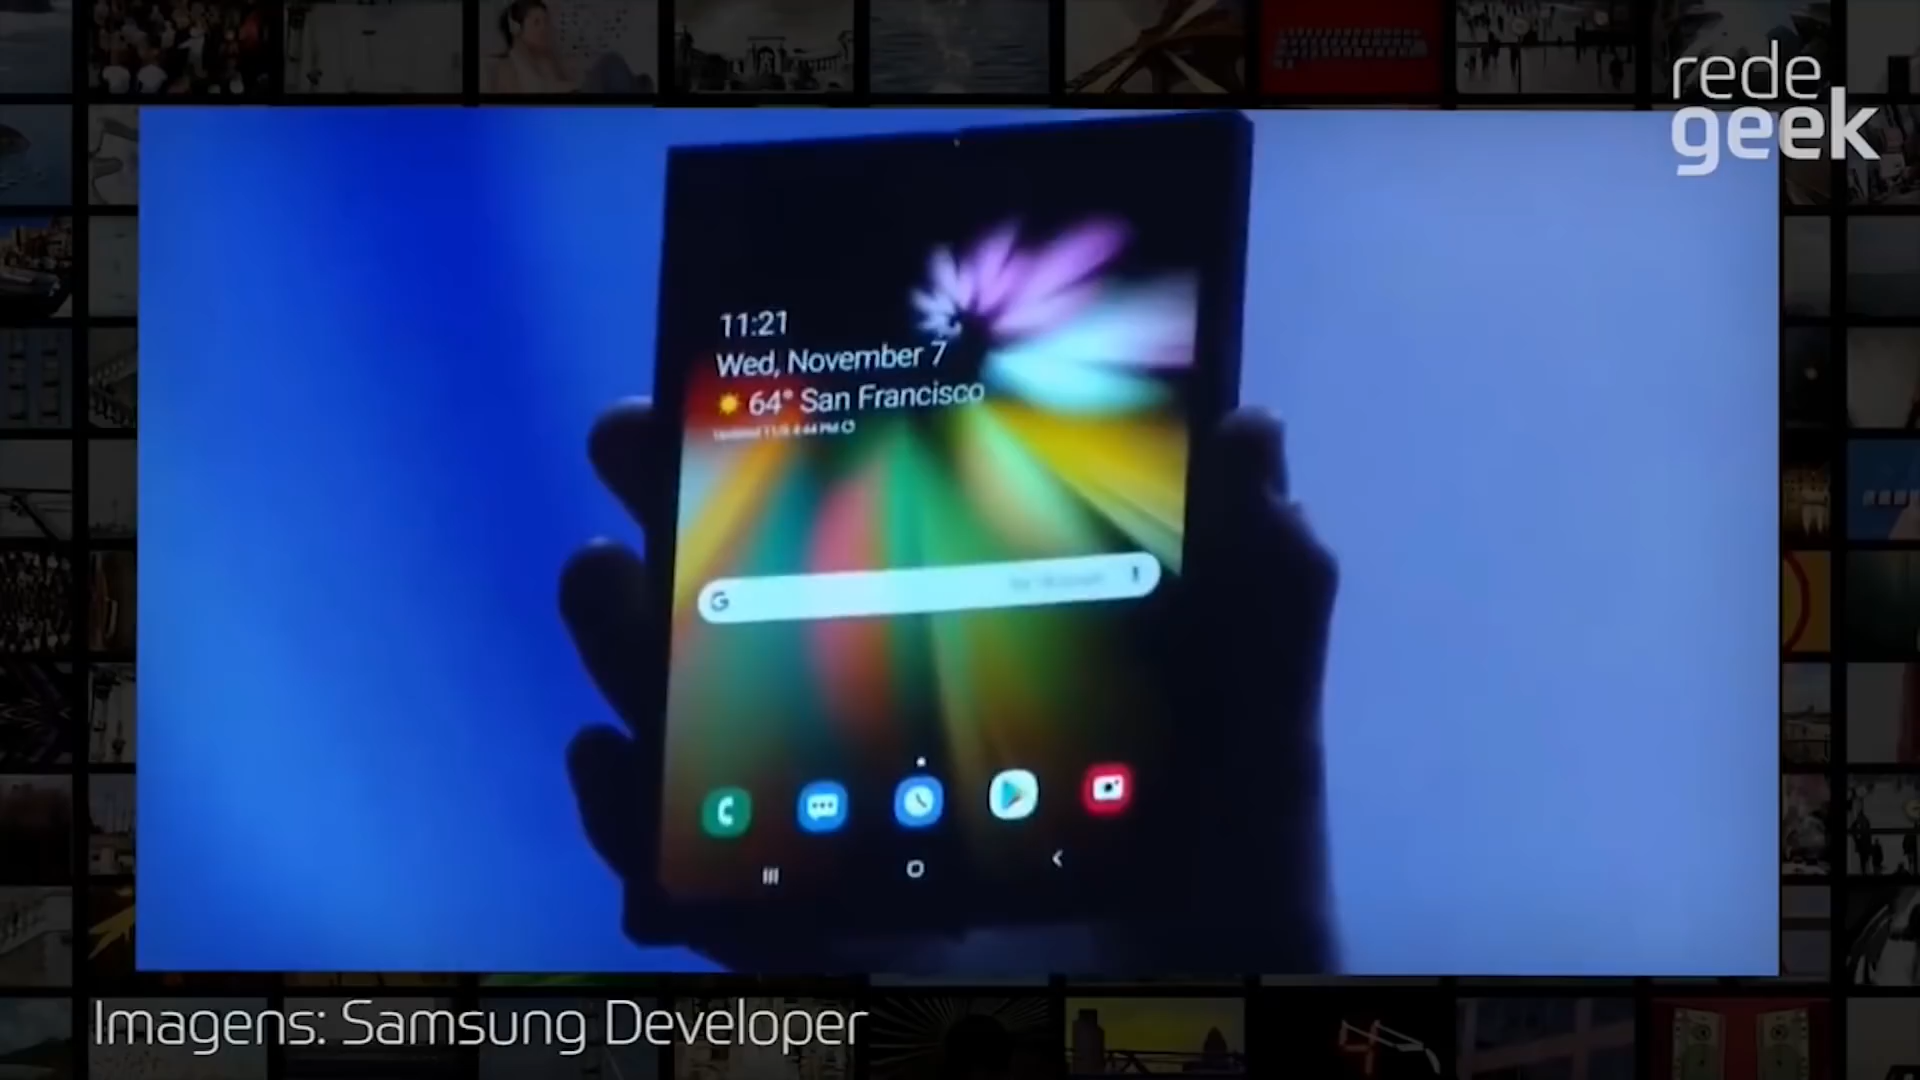 rede
geek
11:21
Wed, November 7
64° San Francisco
G
Imagens: Samsung Developer